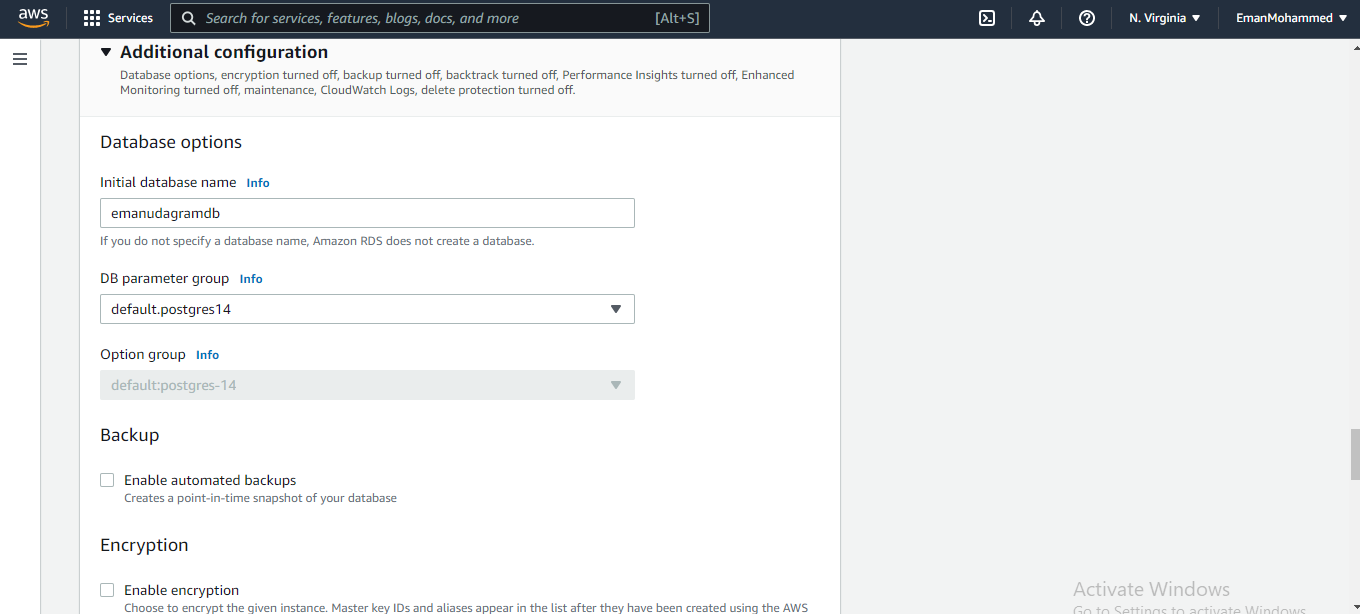 aws
Services
Search for services, features, blogs, docs, and more
[Alt+S]
N. Virginia
EmanMohammed
Additional configuration
Database options, encryption turned off, backup turned off, backtrack turned off, Performance Insights turned off, Enhanced
Monitoring turned off, maintenance, CloudWatch Logs, delete protection turned off.
Database options
Initial database name Info
emanudagramdb
If you do not specify a database name, Amazon RDS does not create a database.
DB parameter group Info
default.postgres14
Option group Info
default:postgres-14
Backup
Enable automated backups
Creates a point-in-time snapshot of your database
Encryption
Enable encryption
Choose to encrypt the given instance. Master key IDs and aliases appear in the list after they have been created using the AWS
Activate Windows
Go to Settings to activate Windows.